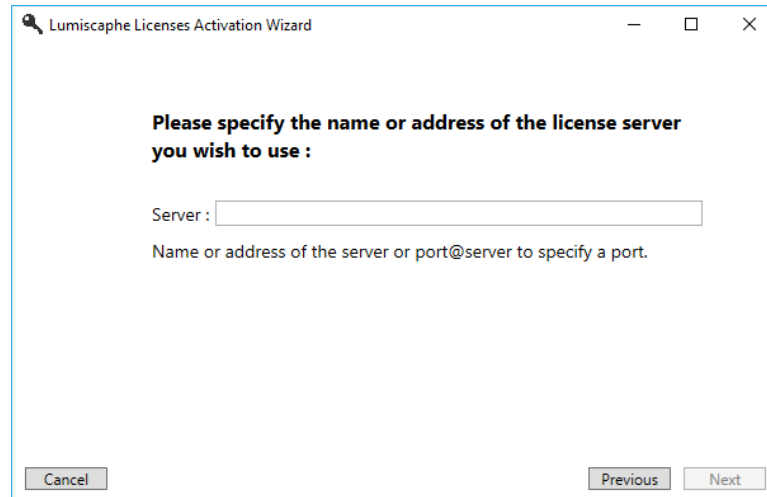 Lumiscaphe Licenses Activation Wizard
Please specify the name or address of the license server
you wish to use :
Server :
Name or address of the server or port@server to specify a port.
Cancel
Previous
Next